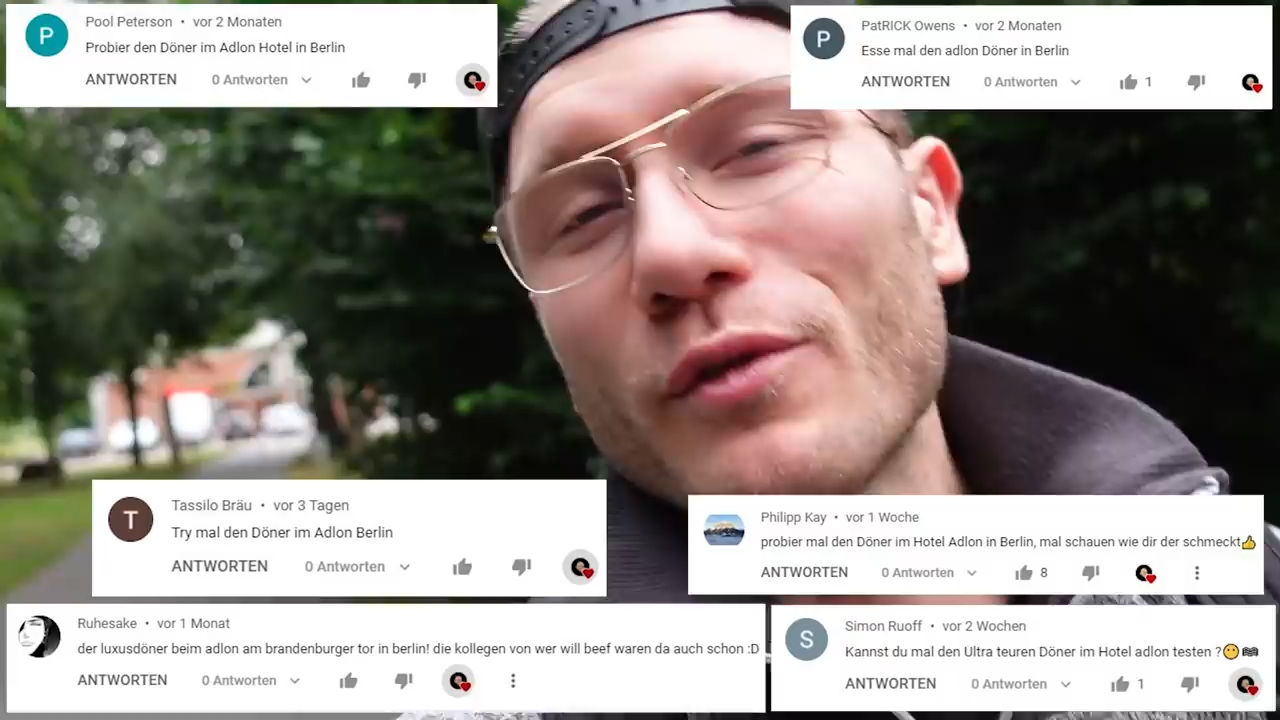 Pool Peterson • vor 2 Monaten
Probier den Döner im Adlon Hotel in Berlin
ANTWORTEN 0 Antworten
PatRICK Owens • vor 2 Monaten
Esse mal den adlon Döner in Berlin
ANTWORTEN 0 Antworten 1
Tassilo Bräu • vor 3 Tagen
Try mal den Döner im Adlon Berlin
ANTWORTEN 0 Antworten
Philipp Kay • vor 1 Woche
probier mal den Döner im Hotel Adlon in Berlin, mal schauen wie dir der schmeckt👍
ANTWORTEN 0 Antworten 8
Ruhesake • vor 1 Monat
der luxusdöner beim adlon am brandenburger tor in berlin! die kollegen von wer will beef waren da auch schon :D
ANTWORTEN 0 Antworten
Simon Ruoff • vor 2 Wochen
Kannst du mal den Ultra teuren Döner im Hotel adlon testen ?
ANTWORTEN 0 Antworten 1
P
P
T
S